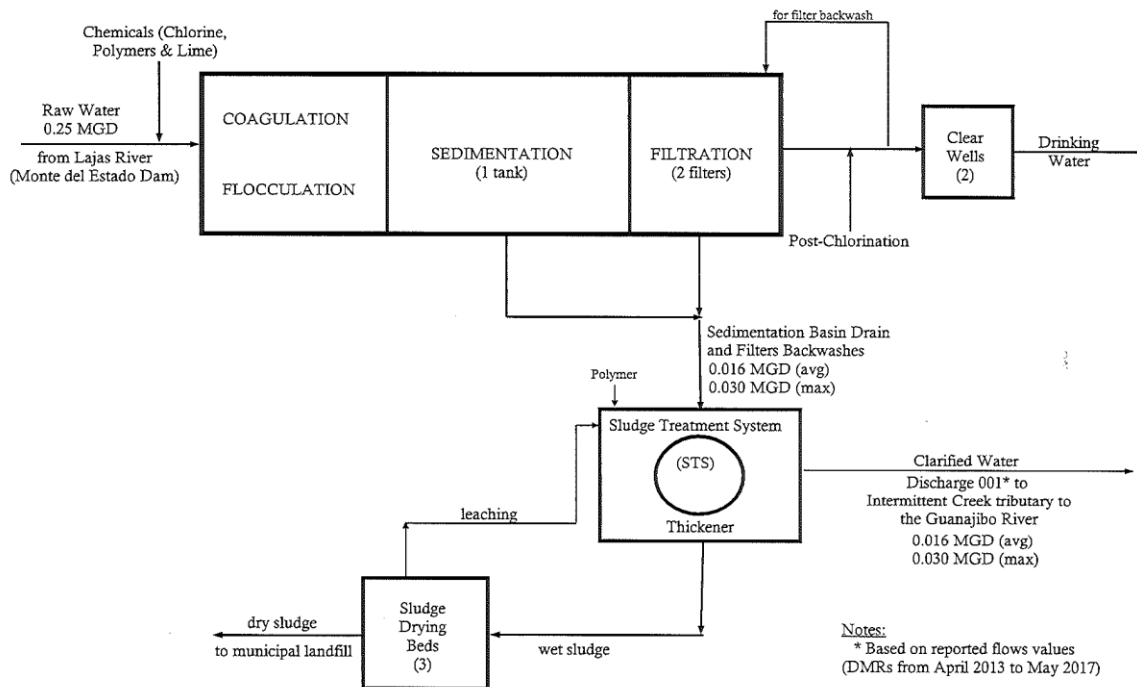 for filter backwash
Chemicals (Chlorine,
Polymers & Lime)
Raw Water
0.25 MGD
from Lajas River
(Monte del Estado Dam)
COAGULATION
FLOCCULATION
SEDIMENTATION
(1 tank)
FILTRATION
(2 filters)
Clear
Wells
(2)
Drinking
Water
Post-Chlorination
Sedimentation Basin Drain
and Filters Backwashes
0.016 MGD (avg)
0.030 MGD (max)
Polymer
Sludge Treatment System
(STS)
Thickener
Clarified Water
Discharge 001* to
Intermittent Creek tributary to
the Guanajibo River
0.016 MGD (avg)
0.030 MGD (max)
leaching
Sludge
Drying
Beds
(3)
dry sludge
to municipal landfill
wet sludge
Notes:
* Based on reported flows values
(DMRs from April 2013 to May 2017)